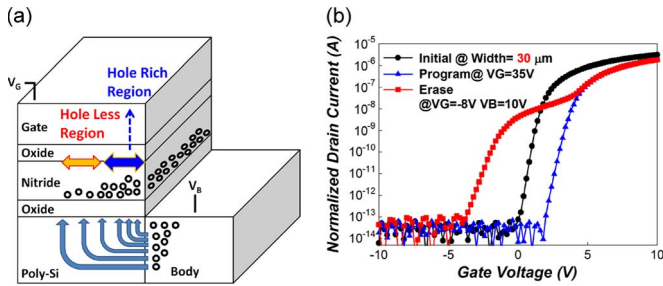 (a)
V_G
Hole Rich
Region
Hole Less
Region
Gate
Oxide
Nitride
Oxide
Poly-Si
V_B
Body
(b)
Normalized Drain Current (A)
10^-5
10^-6
10^-7
10^-8
10^-9
10^-10
10^-11
10^-12
10^-13
10^-14
Initial @ Width= 30 μm
Program@ VG=35V
Erase
@VG=-8V VB=10V
-10 -5 0 5 10
Gate Voltage (V)